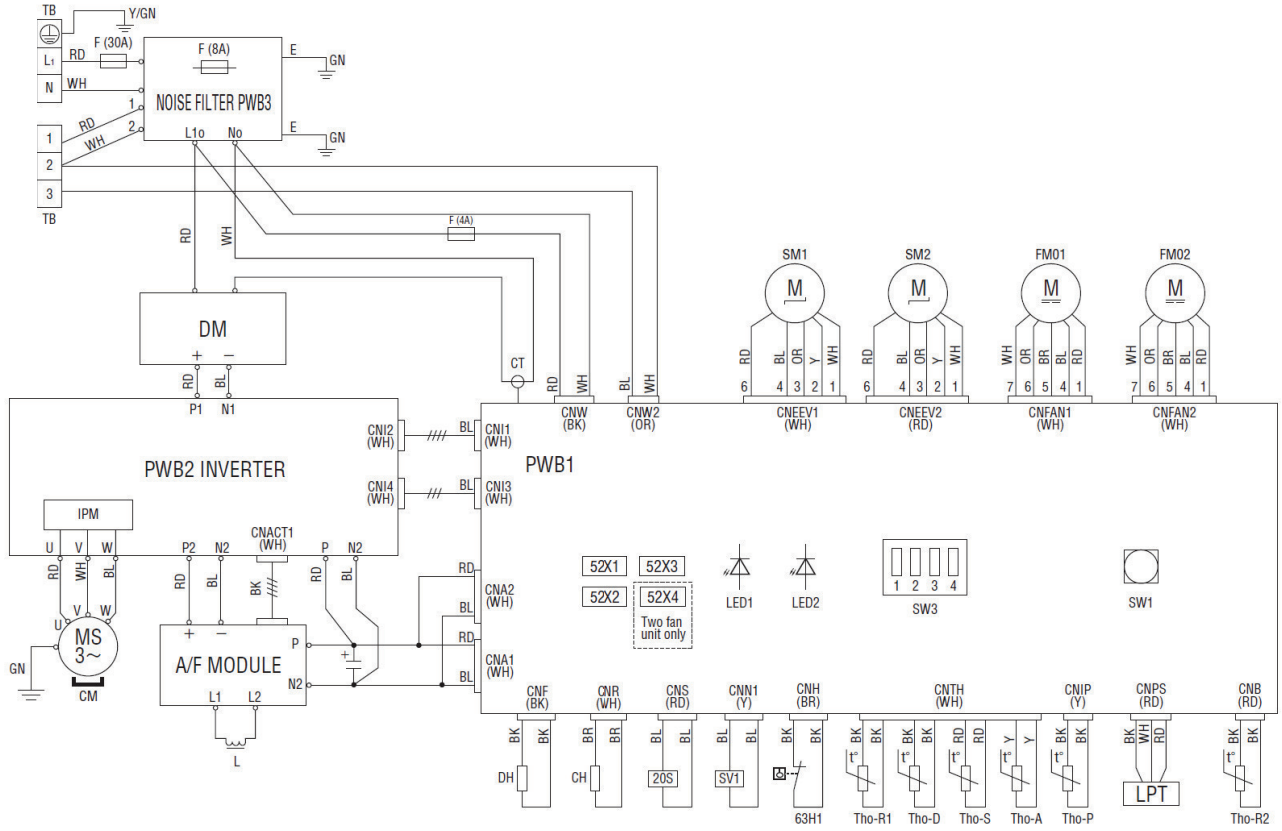 TB
Y/GN
L1
RD
F (30A)
N
WH
F (8A)
NOISE FILTER PWB3
E
GN
E
GN
1
2
RD
WH
L1o
No
1
2
3
TB
RD
WH
F (4A)
DM
+
−
RD
BL
P1
N1
CT
RD
WH
BL
WH
SM1
M
RD
BL
OR
Y
WH
6
4
3
2
1
SM2
M
RD
BL
OR
Y
WH
6
4
3
2
1
FM01
M
WH
OR
BR
BL
RD
7
6
5
4
1
FM02
M
WH
OR
BR
BL
RD
7
6
5
4
1
CNW
(BK)
CNW2
(OR)
CNEEV1
(WH)
CNEEV2
(RD)
CNFAN1
(WH)
CNFAN2
(WH)
PWB2 INVERTER
CNI2
(WH)
BL
CNI1
(WH)
CNI4
(WH)
BL
CNI3
(WH)
PWB1
IPM
U
V
W
P2
N2
CNACT1
(WH)
P
N2
RD
WH
BL
RD
BL
BK
RD
BL
U
V
W
MS
3~
GN
CM
+
−
A/F MODULE
P
N2
L1
L2
L
+
RD
BL
CNA2
(WH)
RD
BL
CNA1
(WH)
52X1
52X3
52X2
52X4
Two fan
unit only
LED1
LED2
1
2
3
4
SW3
SW1
CNF
(BK)
CNR
(WH)
CNS
(RD)
CNN1
(Y)
CNH
(BR)
CNTH
(WH)
CNIP
(Y)
CNPS
(RD)
CNB
(RD)
BK
BK
BR
BR
BL
BL
BL
BL
BK
BK
BK
BK
BK
BK
RD
RD
Y
Y
BK
BK
BK
WH
RD
BK
BK
DH
CH
20S
SV1
t°
t°
t°
t°
t°
LPT
t°
63H1
Tho-R1
Tho-D
Tho-S
Tho-A
Tho-P
Tho-R2